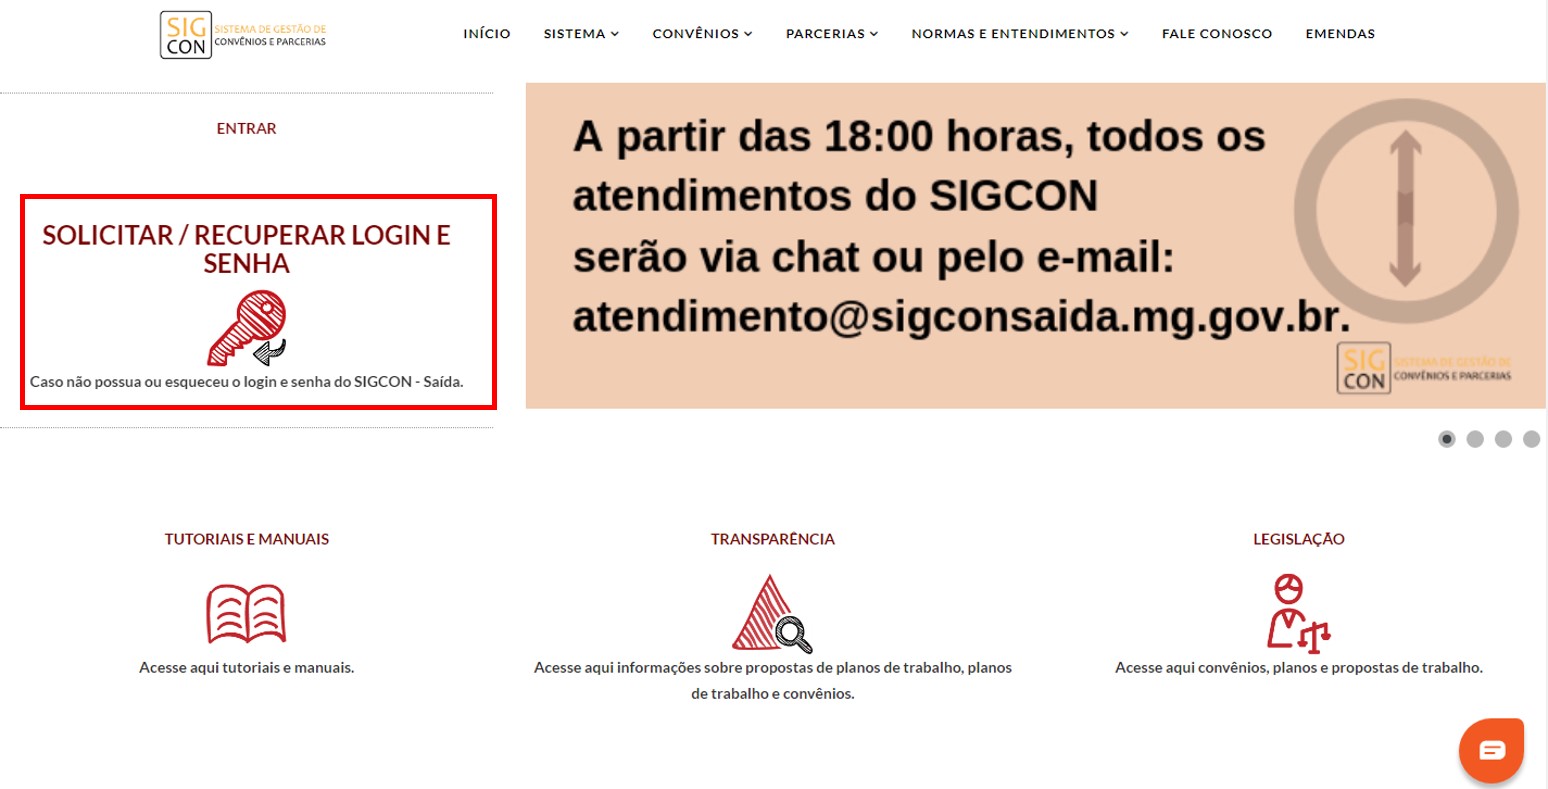 SIG
CON
SISTEMA DE GESTÃO DE
CONVÊNIOS E PARCERIAS
INÍCIO
SISTEMA
CONVÊNIOS
PARCERIAS
NORMAS E ENTENDIMENTOS
FALE CONOSCO
EMENDAS
ENTRAR
SOLICITAR / RECUPERAR LOGIN E
SENHA
Caso não possua ou esqueceu o login e senha do SIGCON - Saída.
A partir das 18:00 horas, todos os
atendimentos do SIGCON
serão via chat ou pelo e-mail:
atendimento@sigconsaida.mg.gov.br.
SIG
CON
SISTEMA DE GESTÃO DE
CONVÊNIOS E PARCERIAS
TUTORIAIS E MANUAIS
Acesse aqui tutoriais e manuais.
TRANSPARÊNCIA
Acesse aqui informações sobre propostas de planos de trabalho, planos
de trabalho e convênios.
LEGISLAÇÃO
Acesse aqui convênios, planos e propostas de trabalho.